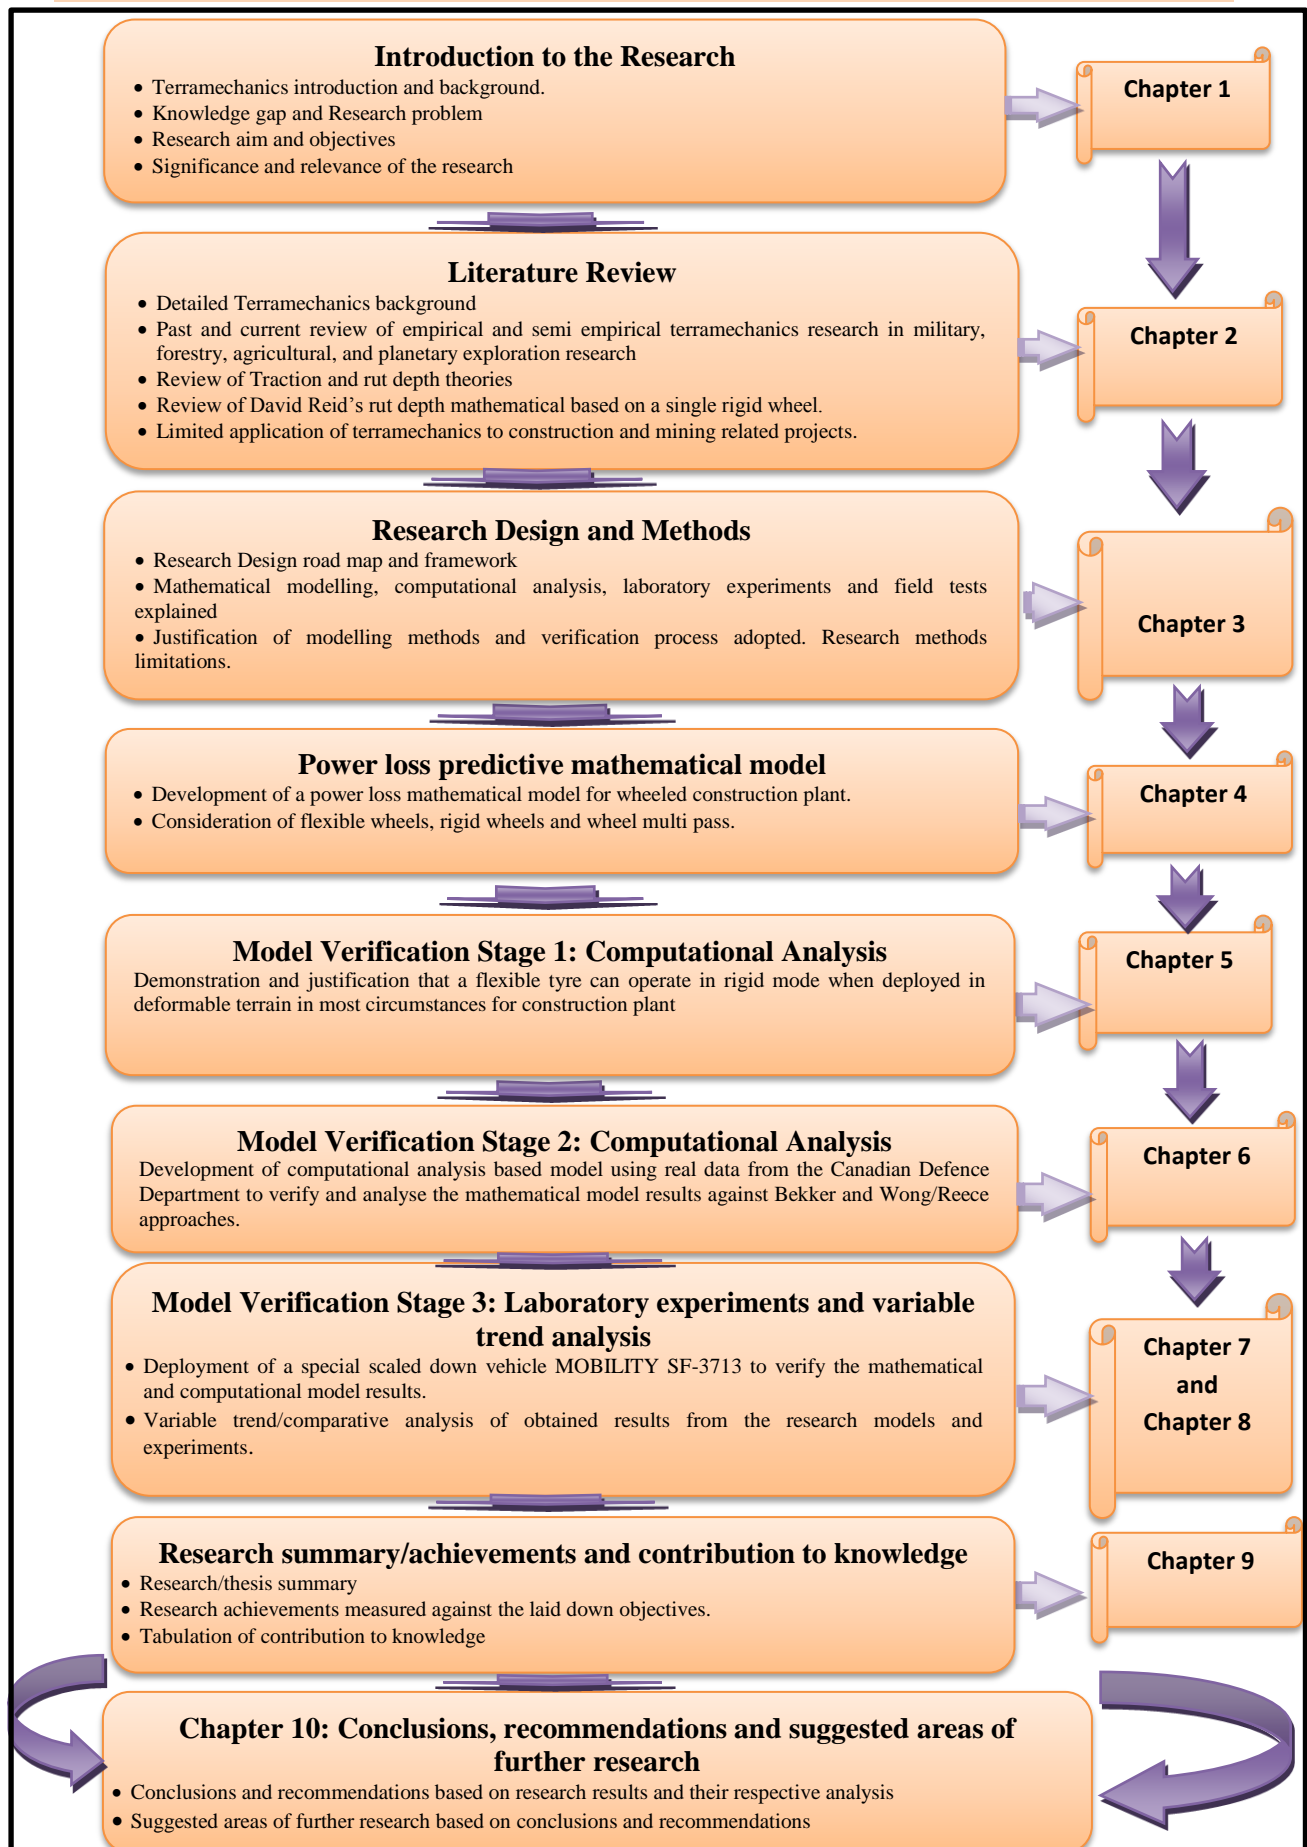 Introduction to the Research
• Terramechanics introduction and background.
• Knowledge gap and Research problem
• Research aim and objectives
• Significance and relevance of the research
Chapter 1
Literature Review
• Detailed Terramechanics background
• Past and current review of empirical and semi empirical terramechanics research in military,
forestry, agricultural, and planetary exploration research
• Review of Traction and rut depth theories
• Review of David Reid’s rut depth mathematical based on a single rigid wheel.
• Limited application of terramechanics to construction and mining related projects.
Chapter 2
Research Design and Methods
• Research Design road map and framework
• Mathematical modelling, computational analysis, laboratory experiments and field tests
explained
• Justification of modelling methods and verification process adopted. Research methods
limitations.
Chapter 3
Power loss predictive mathematical model
• Development of a power loss mathematical model for wheeled construction plant.
• Consideration of flexible wheels, rigid wheels and wheel multi pass.
Chapter 4
Model Verification Stage 1: Computational Analysis
Demonstration and justification that a flexible tyre can operate in rigid mode when deployed in
deformable terrain in most circumstances for construction plant
Chapter 5
Model Verification Stage 2: Computational Analysis
Development of computational analysis based model using real data from the Canadian Defence
Department to verify and analyse the mathematical model results against Bekker and Wong/Reece
approaches.
Chapter 6
Model Verification Stage 3: Laboratory experiments and variable
trend analysis
• Deployment of a special scaled down vehicle MOBILITY SF-3713 to verify the mathematical
and computational model results.
• Variable trend/comparative analysis of obtained results from the research models and
experiments.
Chapter 7
and
Chapter 8
Research summary/achievements and contribution to knowledge
• Research/thesis summary
• Research achievements measured against the laid down objectives.
• Tabulation of contribution to knowledge
Chapter 9
Chapter 10: Conclusions, recommendations and suggested areas of
further research
• Conclusions and recommendations based on research results and their respective analysis
• Suggested areas of further research based on conclusions and recommendations